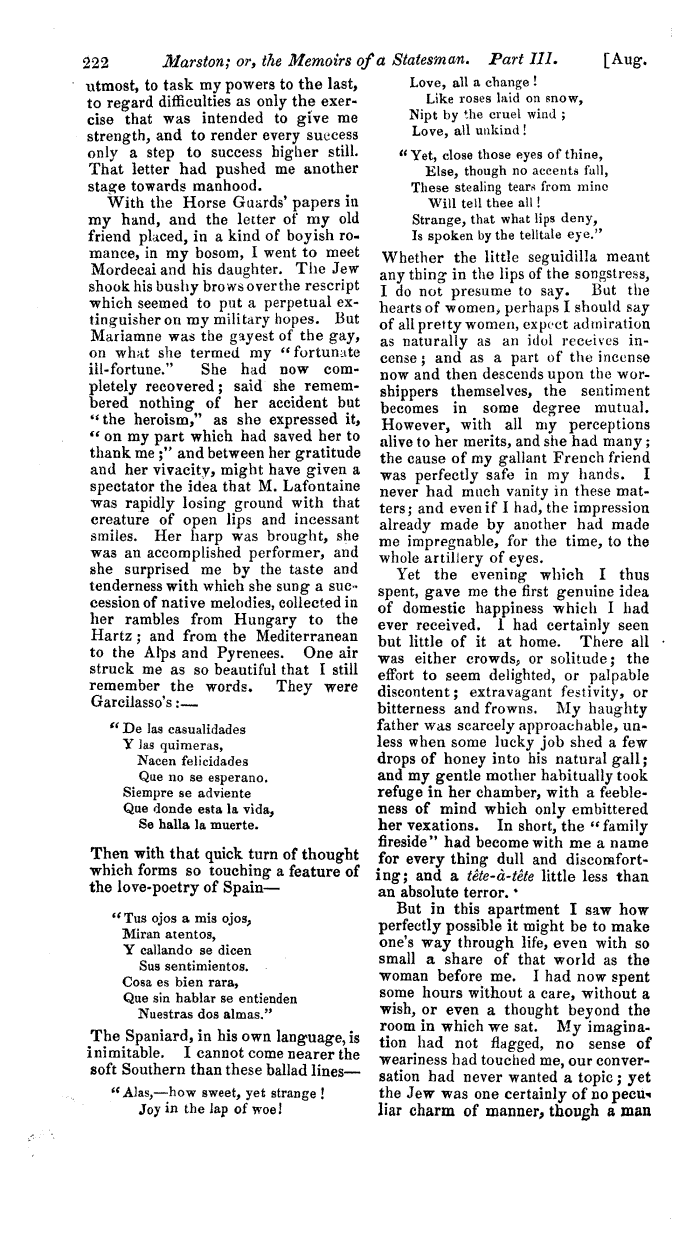 222 Marston; or, the Memoirs of a Statesman. Part III. [Aug.
utmost, to task my powers to the last,
to regard difficulties as only the exer-
cise that was intended to give me
strength, and to render every success
only a step to success higher still.
That letter had pushed me another
stage towards manhood.
With the Horse Guards' papers in
my hand, and the letter of my old
friend placed, in a kind of boyish ro-
mance, in my bosom, I went to meet
Mordecai and his daughter. The Jew
shook his bushy brows over the rescript
which seemed to put a perpetual ex-
tinguisher on my military hopes. But
Mariamne was the gayest of the gay,
on what she termed my "fortunate
ill-fortune." She had now com-
pletely recovered; said she remem-
bered nothing of her accident but
"the heroism," as she expressed it,
"on my part which had saved her to
thank me;" and between her gratitude
and her vivacity, might have given a
spectator the idea that M. Lafontaine
was rapidly losing ground with that
creature of open lips and incessant
smiles. Her harp was brought, she
was an accomplished performer, and
she surprised me by the taste and
tenderness with which she sung a suc-
cession of native melodies, collected in
her rambles from Hungary to the
Hartz; and from the Mediterranean
to the Alps and Pyrenees. One air
struck me as so beautiful that I still
remember the words. They were
Garcilasso's:—
"De las casualidades
Y las quimeras,
Nacen felicidades
Que no se esperano.
Siempre se adviente
Que donde esta la vida,
Se halla la muerte.
Then with that quick turn of thought
which forms so touching a feature of
the love-poetry of Spain—
"Tus ojos a mis ojos,
Miran atentos,
Y callando se dicen
Sus sentimientos.
Cosa es bien rara,
Que sin hablar se entienden
Nuestras dos almas."
The Spaniard, in his own language, is
inimitable. I cannot come nearer the
soft Southern than these ballad lines—
"Alas,—how sweet, yet strange!
Joy in the lap of woe!
Love, all a change!
Like roses laid on snow,
Nipt by the cruel wind;
Love, all unkind!
"Yet, close those eyes of thine,
Else, though no accents fall,
These stealing tears from mine
Will tell thee all!
Strange, that what lips deny,
Is spoken by the telltale eye."
Whether the little seguidilla meant
any thing in the lips of the songstress,
I do not presume to say. But the
hearts of women, perhaps I should say
of all pretty women, expect admiration
as naturally as an idol receives in-
cense; and as a part of the incense
now and then descends upon the wor-
shippers themselves, the sentiment
becomes in some degree mutual.
However, with all my perceptions
alive to her merits, and she had many;
the cause of my gallant French friend
was perfectly safe in my hands. I
never had much vanity in these mat-
ters; and even if I had, the impression
already made by another had made
me impregnable, for the time, to the
whole artillery of eyes.
Yet the evening which I thus
spent, gave me the first genuine idea
of domestic happiness which I had
ever received. I had certainly seen
but little of it at home. There all
was either crowds, or solitude; the
effort to seem delighted, or palpable
discontent; extravagant festivity, or
bitterness and frowns. My haughty
father was scarcely approachable, un-
less when some lucky job shed a few
drops of honey into his natural gall;
and my gentle mother habitually took
refuge in her chamber, with a feeble-
ness of mind which only embittered
her vexations. In short, the "family
fireside" had become with me a name
for every thing dull and discomfort-
ing; and a tête-à-tête little less than
an absolute terror.
But in this apartment I saw how
perfectly possible it might be to make
one's way through life, even with so
small a share of that world as the
woman before me. I had now spent
some hours without a care, without a
wish, or even a thought beyond the
room in which we sat. My imagina-
tion had not flagged, no sense of
weariness had touched me, our conver-
sation had never wanted a topic; yet
the Jew was one certainly of no pecu-
liar charm of manner, though a man